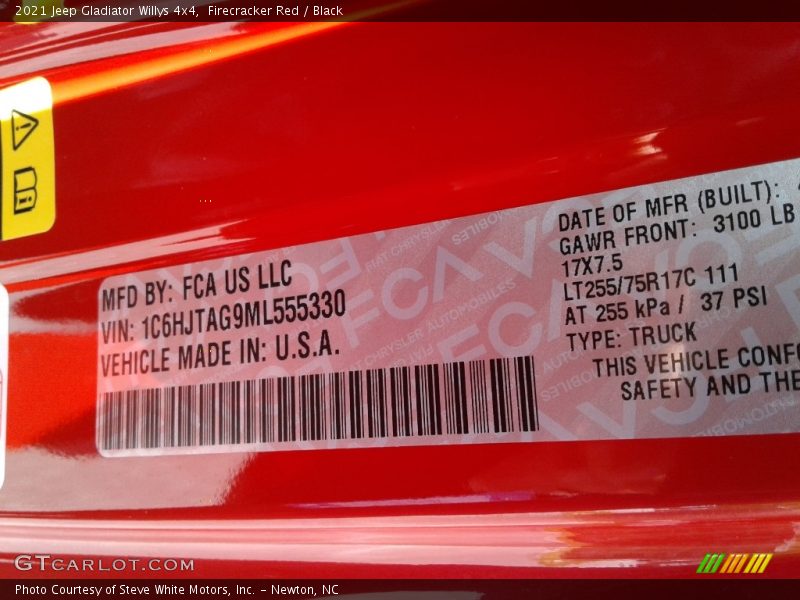 2021 Jeep Gladiator Willys 4x4,  Firecracker Red / Black
MFD BY: FCA US LLC
VIN: 1C6HJTAG9ML555330
VEHICLE MADE IN: U.S.A.
DATE OF MFR (BUILT):
GAWR FRONT: 3100 LB
17X7.5
LT255/75R17C 111
AT 255 kPa / 37 PSI
TYPE: TRUCK
THIS VEHICLE CONFO
SAFETY AND THE
GTCARLOT.COM
Photo Courtesy of Steve White Motors, Inc. – Newton, NC